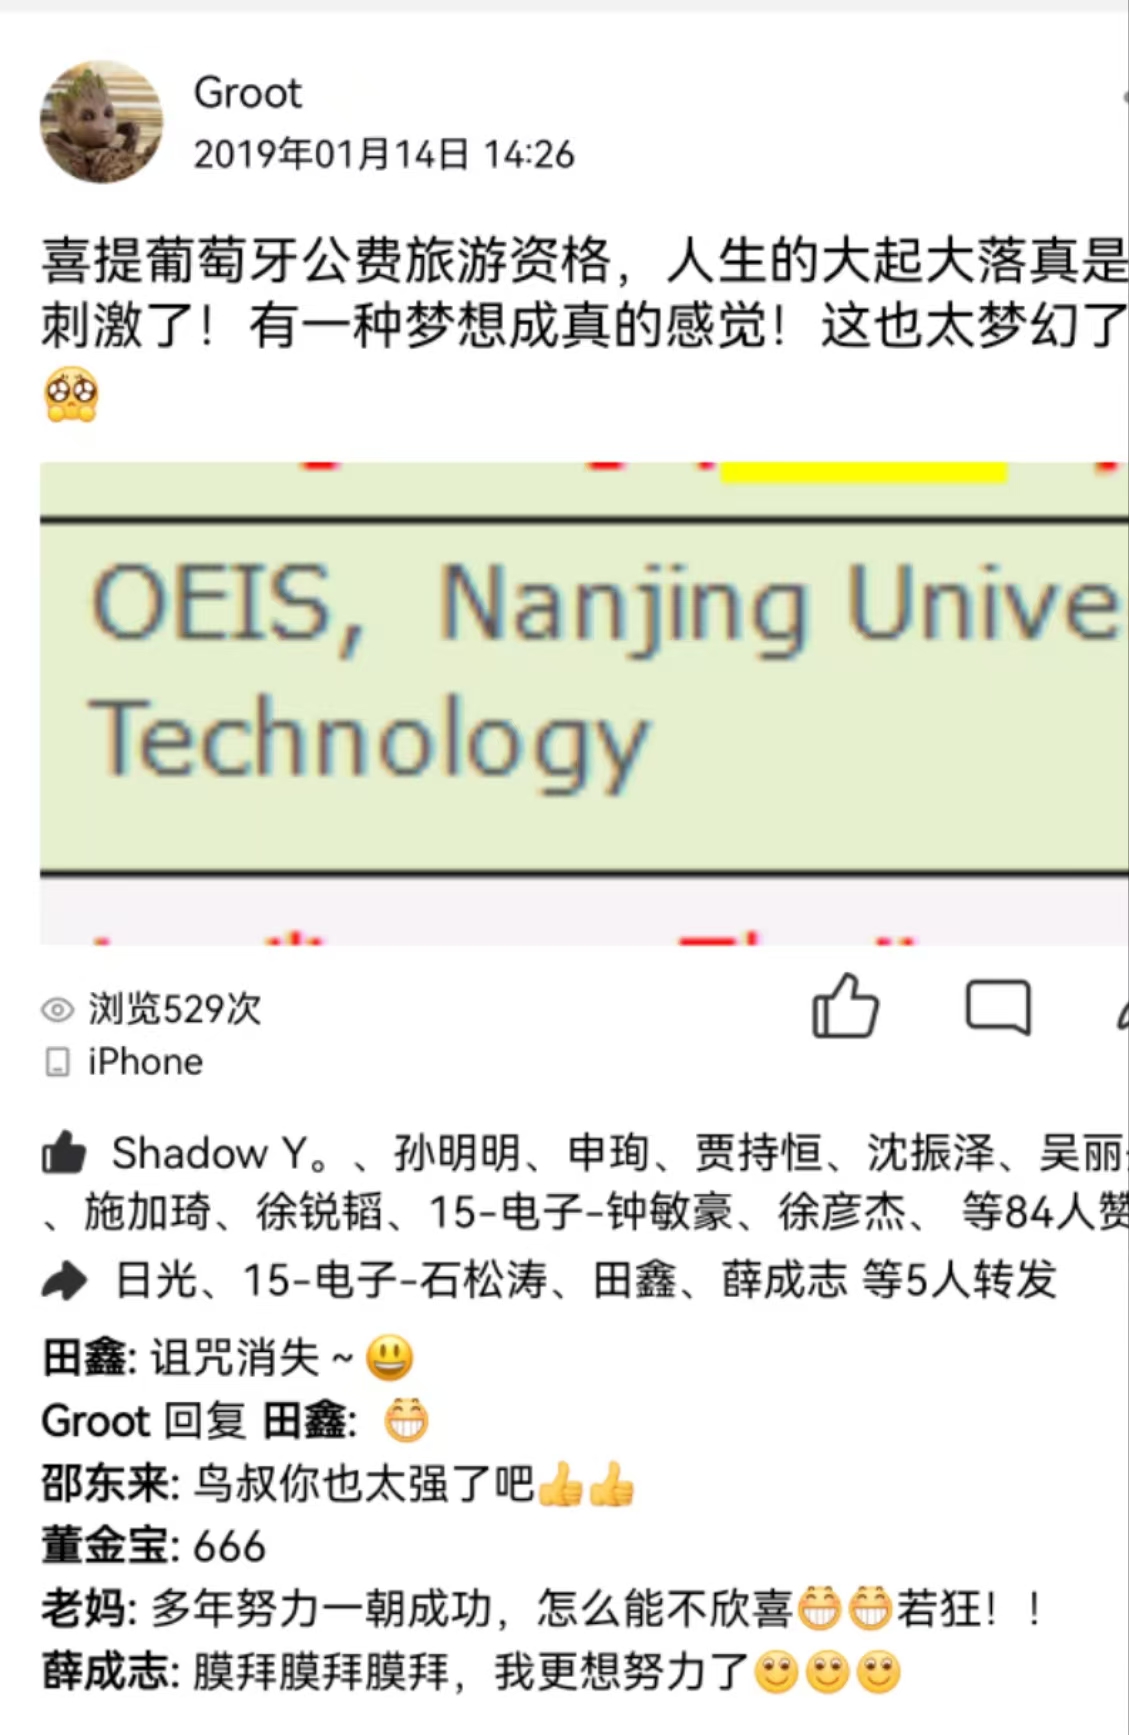 Groot
2019年01月14日 14:26
喜提葡萄牙公费旅游资格，人生的大起大落真是
刺激了！有一种梦想成真的感觉！这也太梦幻了
🥺
OEIS, Nanjing Unive
Technology
浏览529次
iPhone
Shadow Y。、孙明明、申珣、贾持恒、沈振泽、吴丽
、施加琦、徐锐韬、15-电子-钟敏豪、徐彦杰、 等84人赞
日光、15-电子-石松涛、田鑫、薛成志 等5人转发
田鑫: 诅咒消失 ~ 😃
Groot 回复 田鑫: 😁
邵东来: 鸟叔你也太强了吧👍👍
董金宝: 666
老妈: 多年努力一朝成功，怎么能不欣喜😁😁若狂！！
薛成志: 膜拜膜拜膜拜，我更想努力了🙂🙂🙂